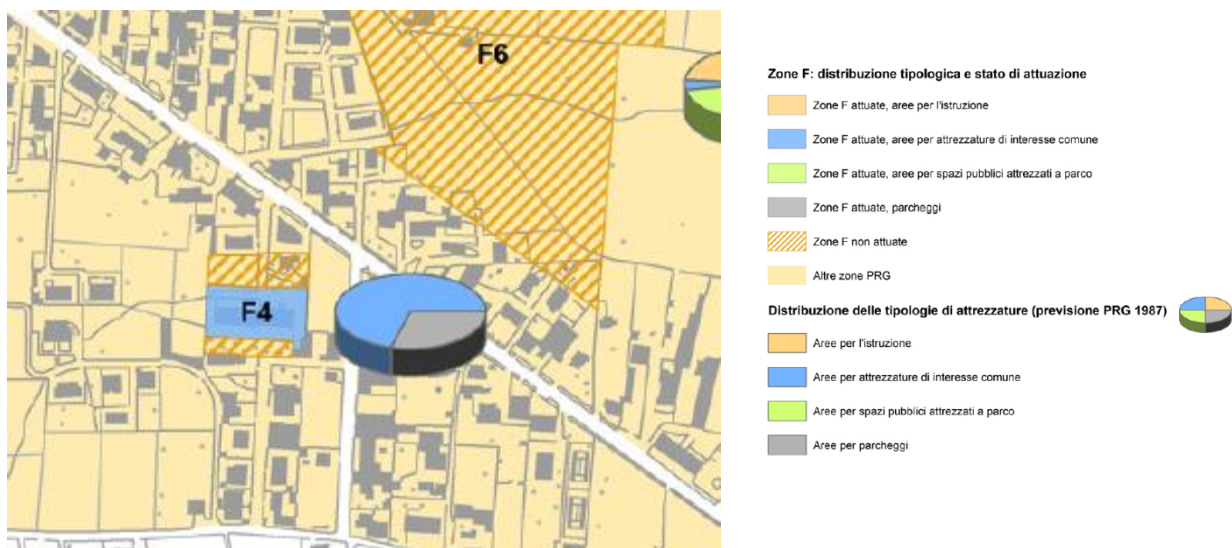 F6
F4
Zone F: distribuzione tipologica e stato di attuazione
Zone F attuate, aree per l'istruzione
Zone F attuate, aree per attrezzature di interesse comune
Zone F attuate, aree per spazi pubblici attrezzati a parco
Zone F attuate, parcheggi
Zone F non attuate
Altre zone PRG
Distribuzione delle tipologie di attrezzature (previsione PRG 1987)
Aree per l'istruzione
Aree per attrezzature di interesse comune
Aree per spazi pubblici attrezzati a parco
Aree per parcheggi